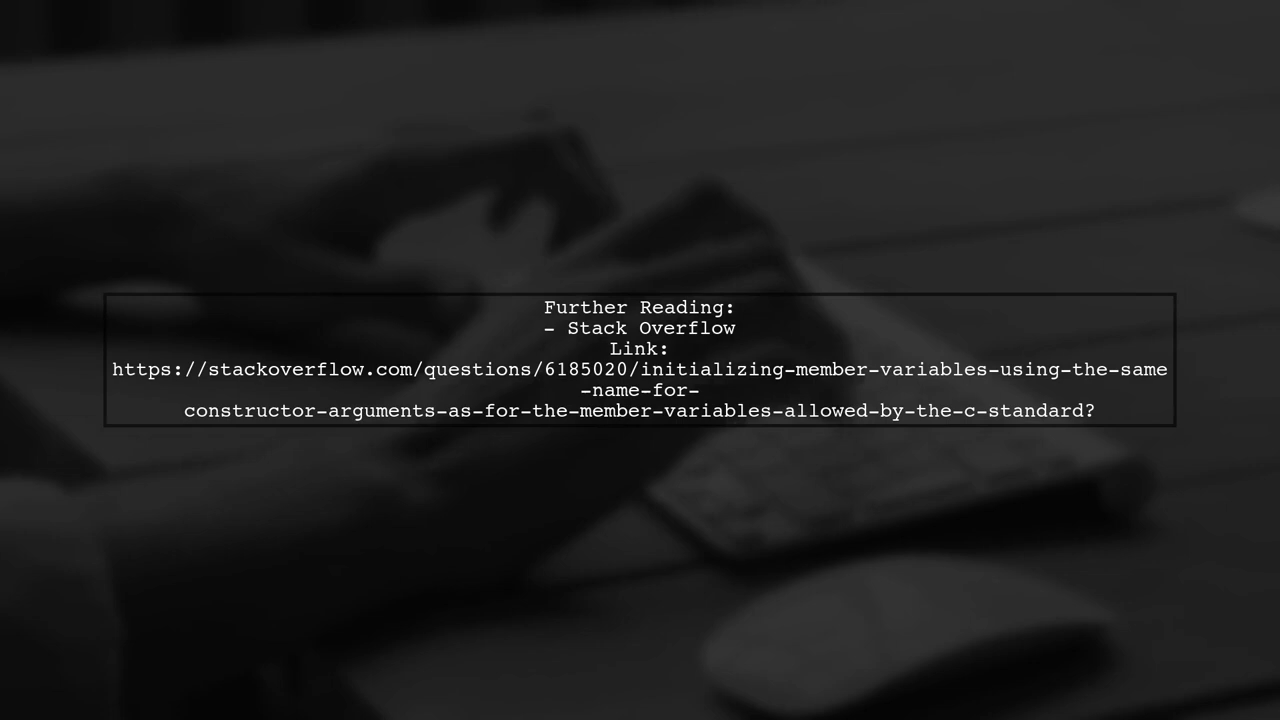 Further Reading:
- Stack Overflow
Link:
https://stackoverflow.com/questions/6185020/initializing-member-variables-using-the-same
-name-for-
constructor-arguments-as-for-the-member-variables-allowed-by-the-c-standard?